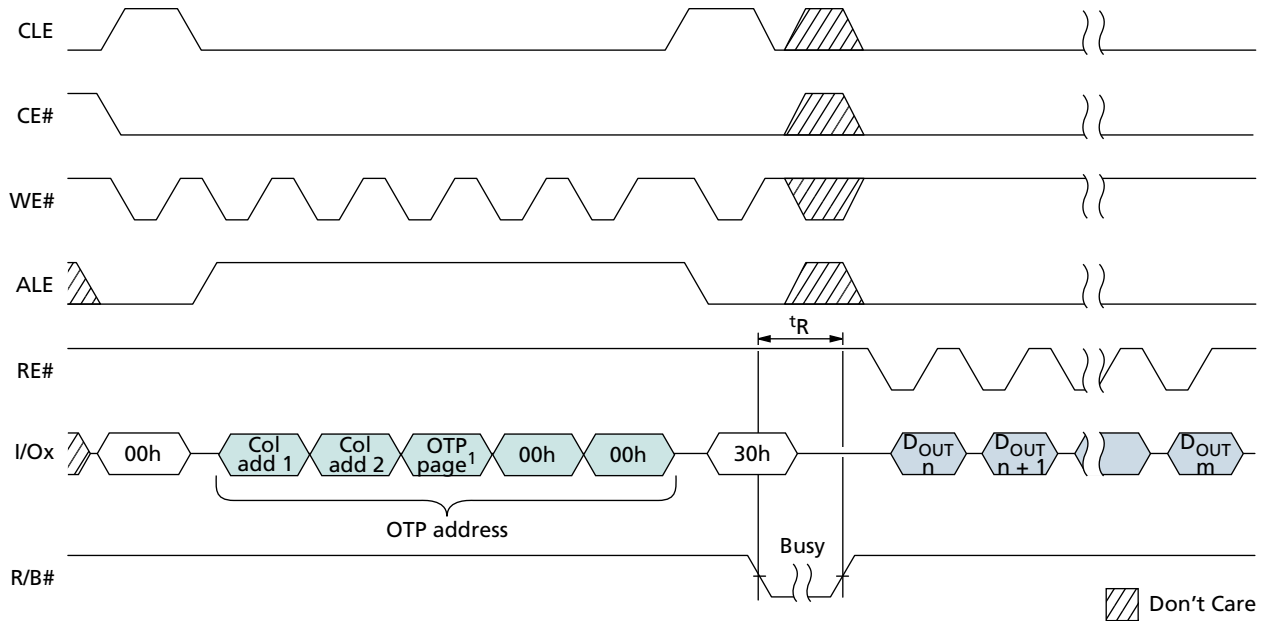 CLE
CE#
WE#
ALE
tR
RE#
I/Ox
00h
Col add 1
Col add 2
OTP page1
00h
00h
30h
DOUT n
DOUT n + 1
DOUT m
OTP address
Busy
R/B#
Don't Care